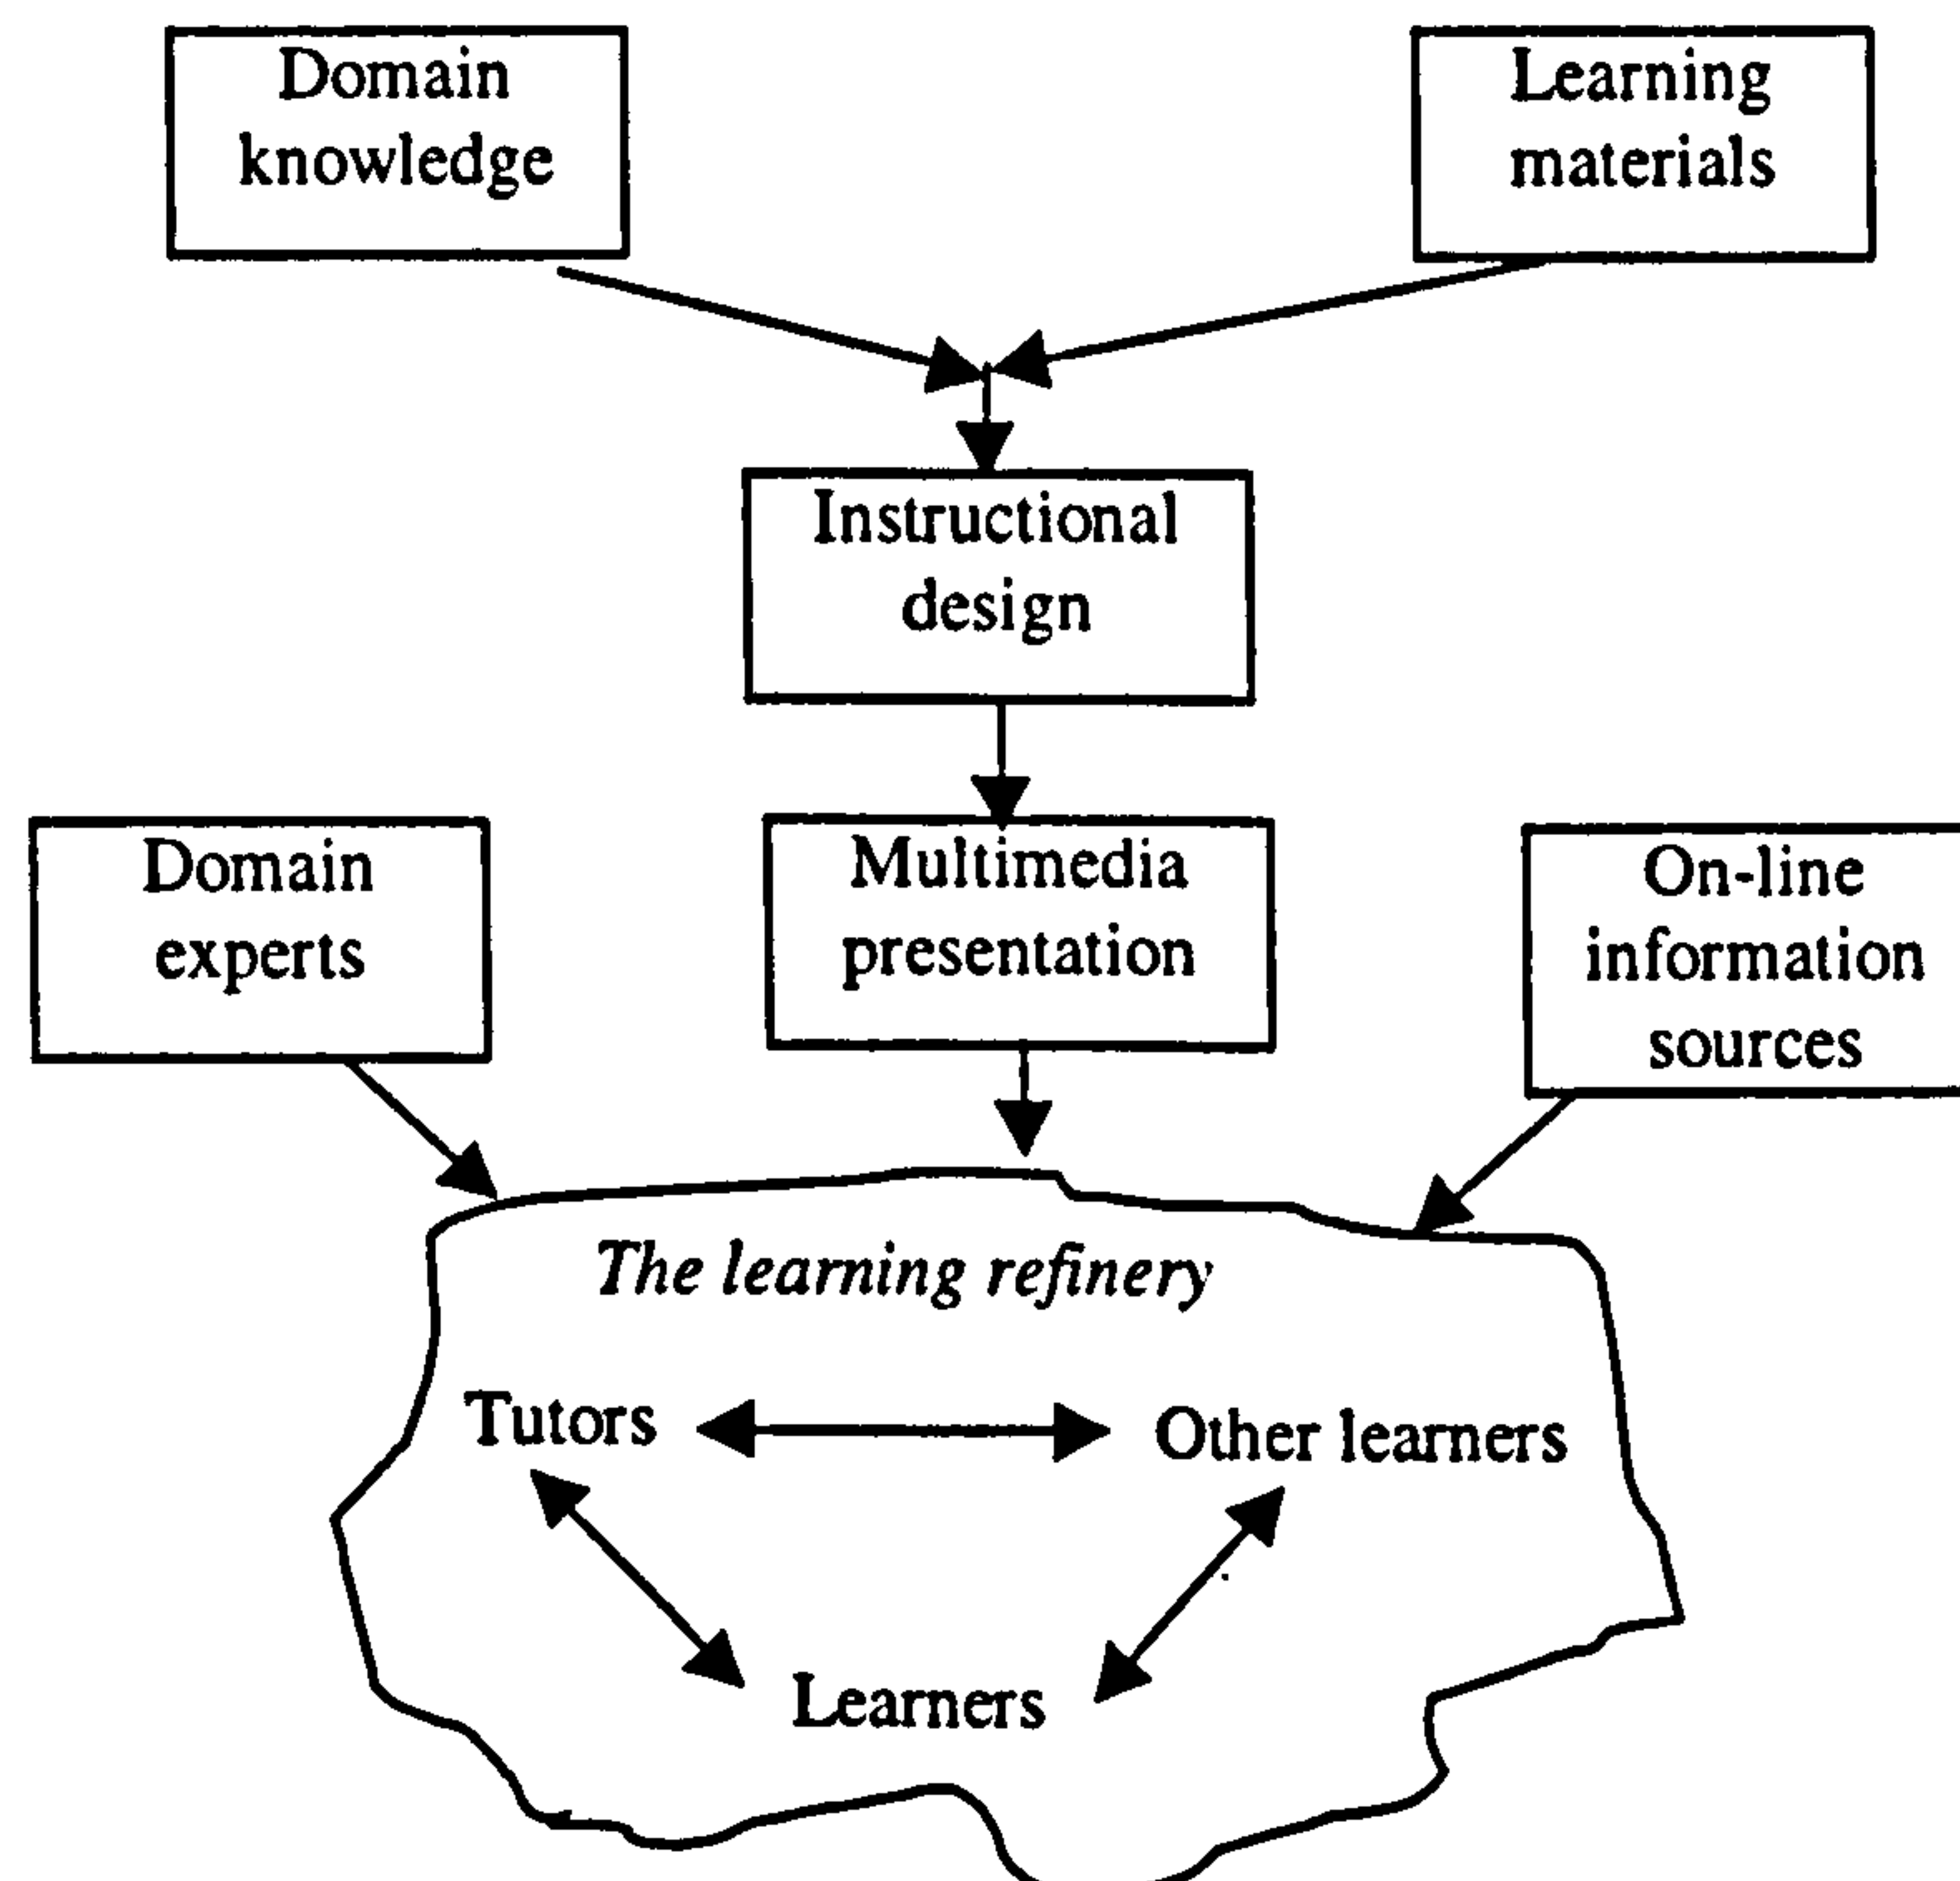 Domain
knowledge
Learning
materials
Instructional
design
Domain
experts
Multimedia
presentation
On-line
information
sources
The learning refinery
Tutors
Other learners
Learners